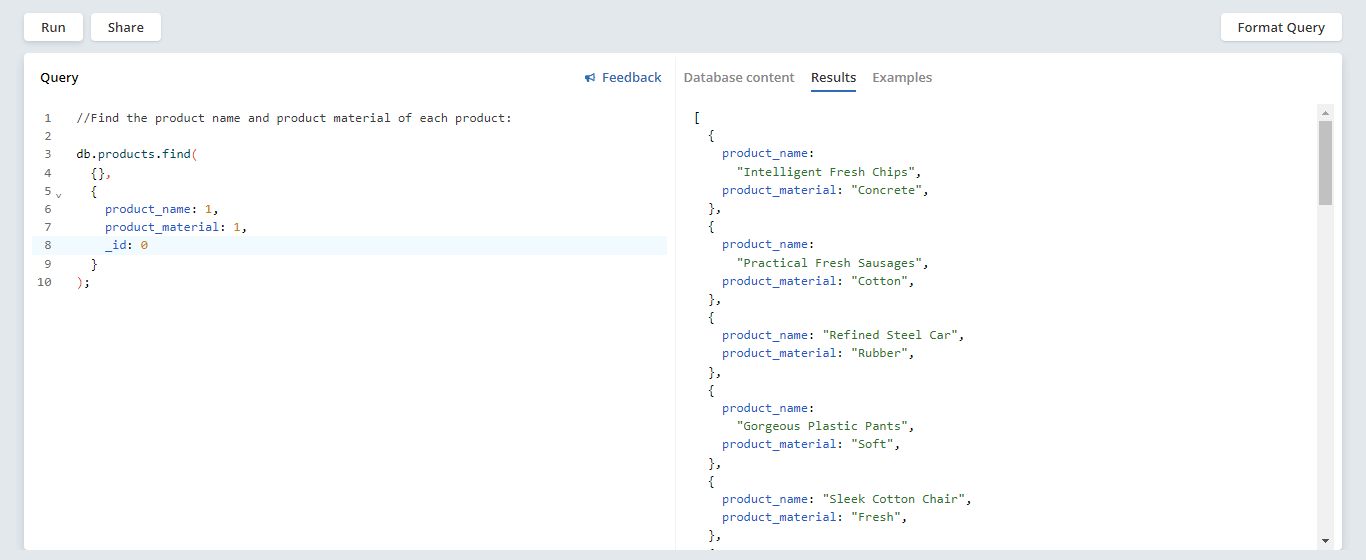 Run
Share
Format Query
Query
Feedback
Database content
Results
Examples
1 //Find the product name and product material of each product:
2
3 db.products.find(
4   {},
5   {
6     product_name: 1,
7     product_material: 1,
8     _id: 0
9   }
10 );
[
  {
    product_name:
      "Intelligent Fresh Chips",
    product_material: "Concrete",
  },
  {
    product_name:
      "Practical Fresh Sausages",
    product_material: "Cotton",
  },
  {
    product_name: "Refined Steel Car",
    product_material: "Rubber",
  },
  {
    product_name:
      "Gorgeous Plastic Pants",
    product_material: "Soft",
  },
  {
    product_name: "Sleek Cotton Chair",
    product_material: "Fresh",
  },